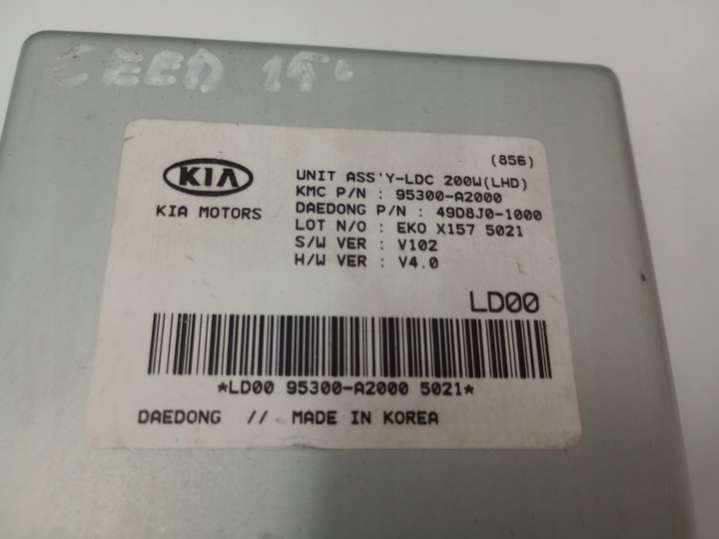 CEED 15"
(856)
KIA
KIA MOTORS
UNIT ASS'Y-LDC 200W(LHD)
KMC P/N : 95300-A2000
DAEDONG P/N : 49D8J0-1000
LOT N/O : EKO X157 5021
S/W VER : V102
H/W VER : V4.0
LD00
*LD00 95300-A2000 5021*
DAEDONG // MADE IN KOREA